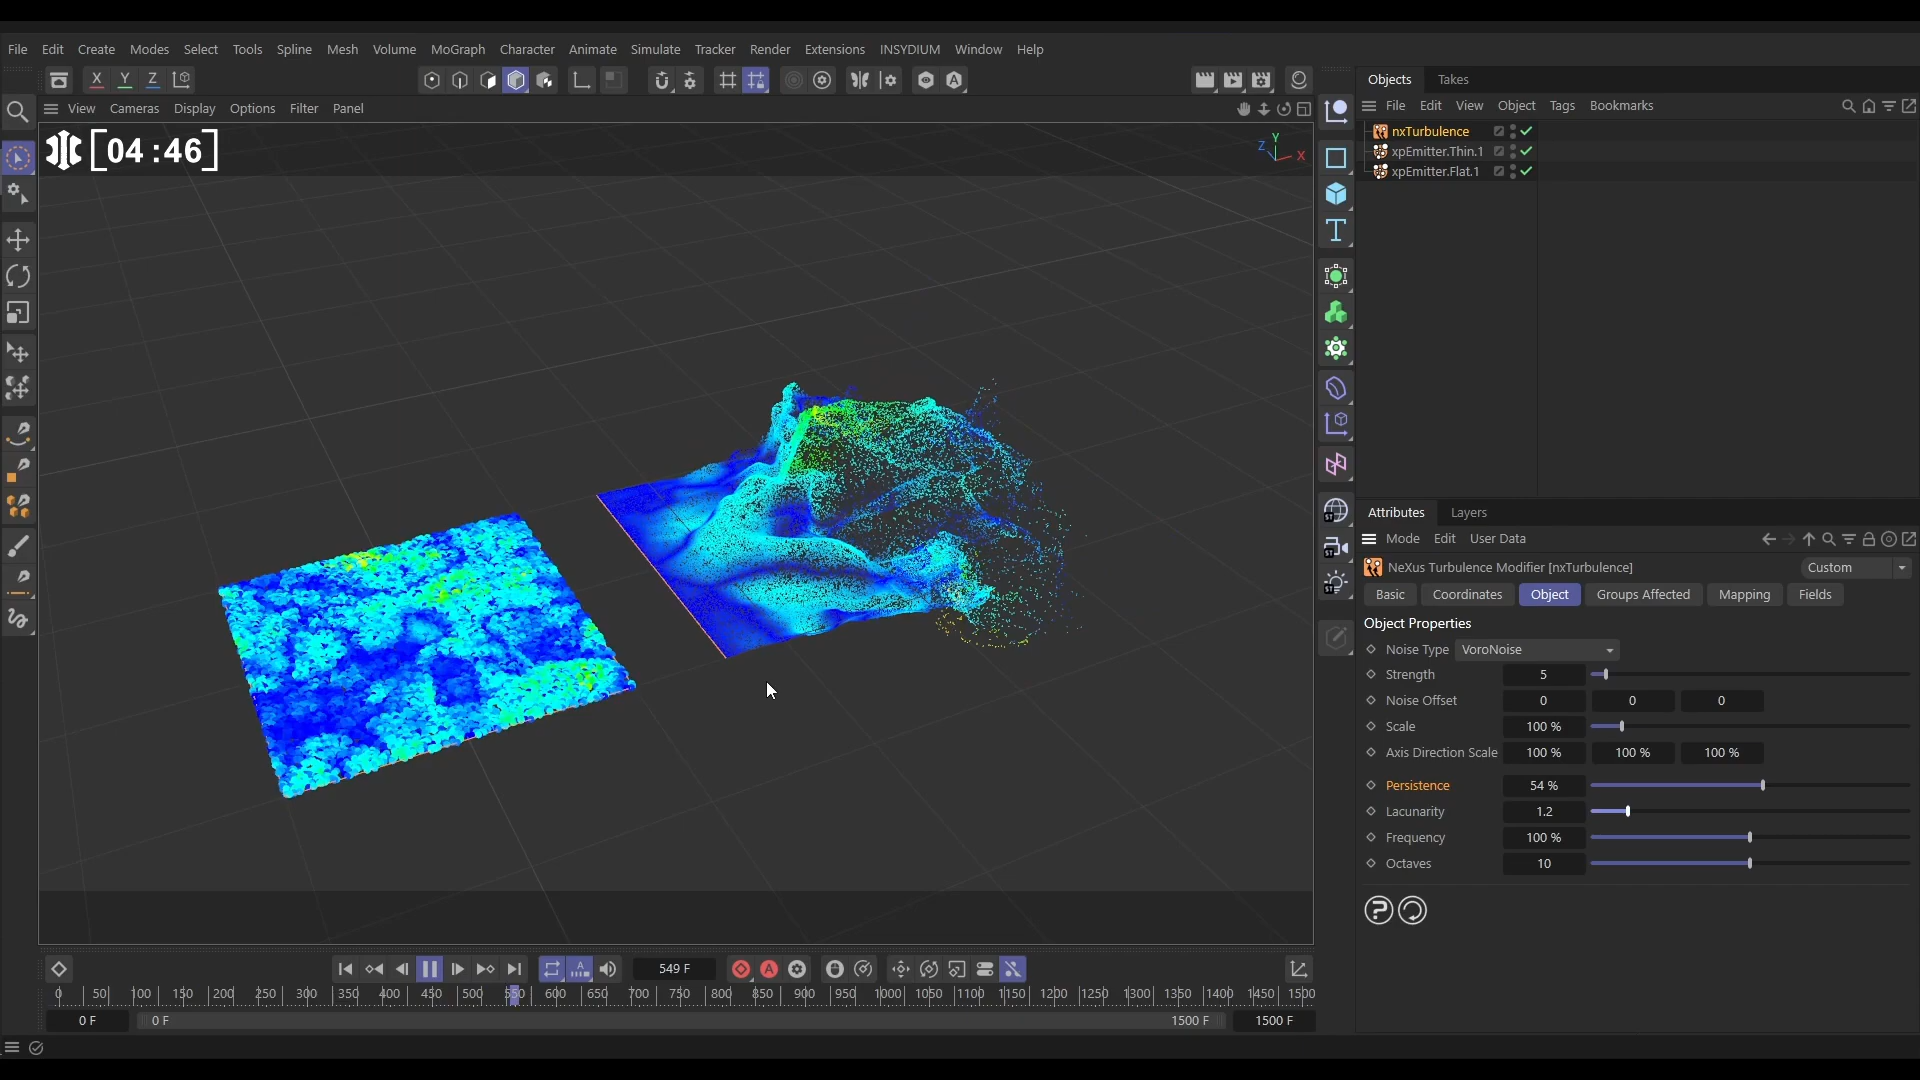 File Edit Create Modes Select Tools Spline Mesh Volume MoGraph Character Animate Simulate Tracker Render Extensions INSYDIUM Window Help
X Y Z
View Cameras Display Options Filter Panel
[04:46]
Y
Z X
Objects Takes
File Edit View Object Tags Bookmarks
nxTurbulence
xpEmitter.Thin.1
xpEmitter.Flat.1
Attributes Layers
Mode Edit User Data
NeXus Turbulence Modifier [nxTurbulence] Custom
Basic Coordinates Object Groups Affected Mapping Fields
Object Properties
Noise Type VoroNoise
Strength 5
Noise Offset 0 0 0
Scale 100 %
Axis Direction Scale 100 % 100 % 100 %
Persistence 54 %
Lacunarity 1.2
Frequency 100 %
Octaves 10
549 F
0 50 100 150 200 250 300 350 400 450 500 550 600 650 700 750 800 850 900 950 1000 1050 1100 1150 1200 1250 1300 1350 1400 1450 1500
0 F 0 F 1500 F 1500 F